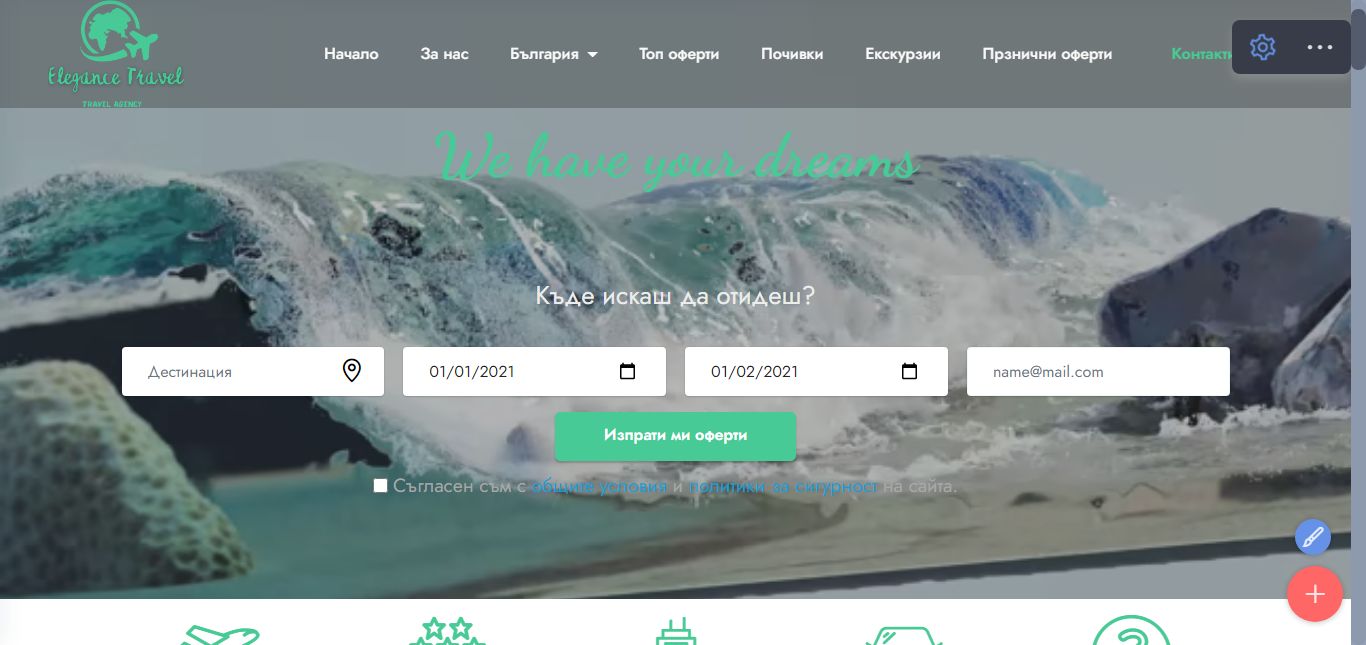 Elegance Travel
TRAVEL AGENCY
Начало За нас България Топ оферти Почивки Екскурзии Прзнични оферти Контакти
We have your dreams
Къде искаш да отидеш?
Дестинация 01/01/2021 01/02/2021 name@mail.com
Изпрати ми оферти
Съгласен съм с общите условия и политики за сигурност на сайта.